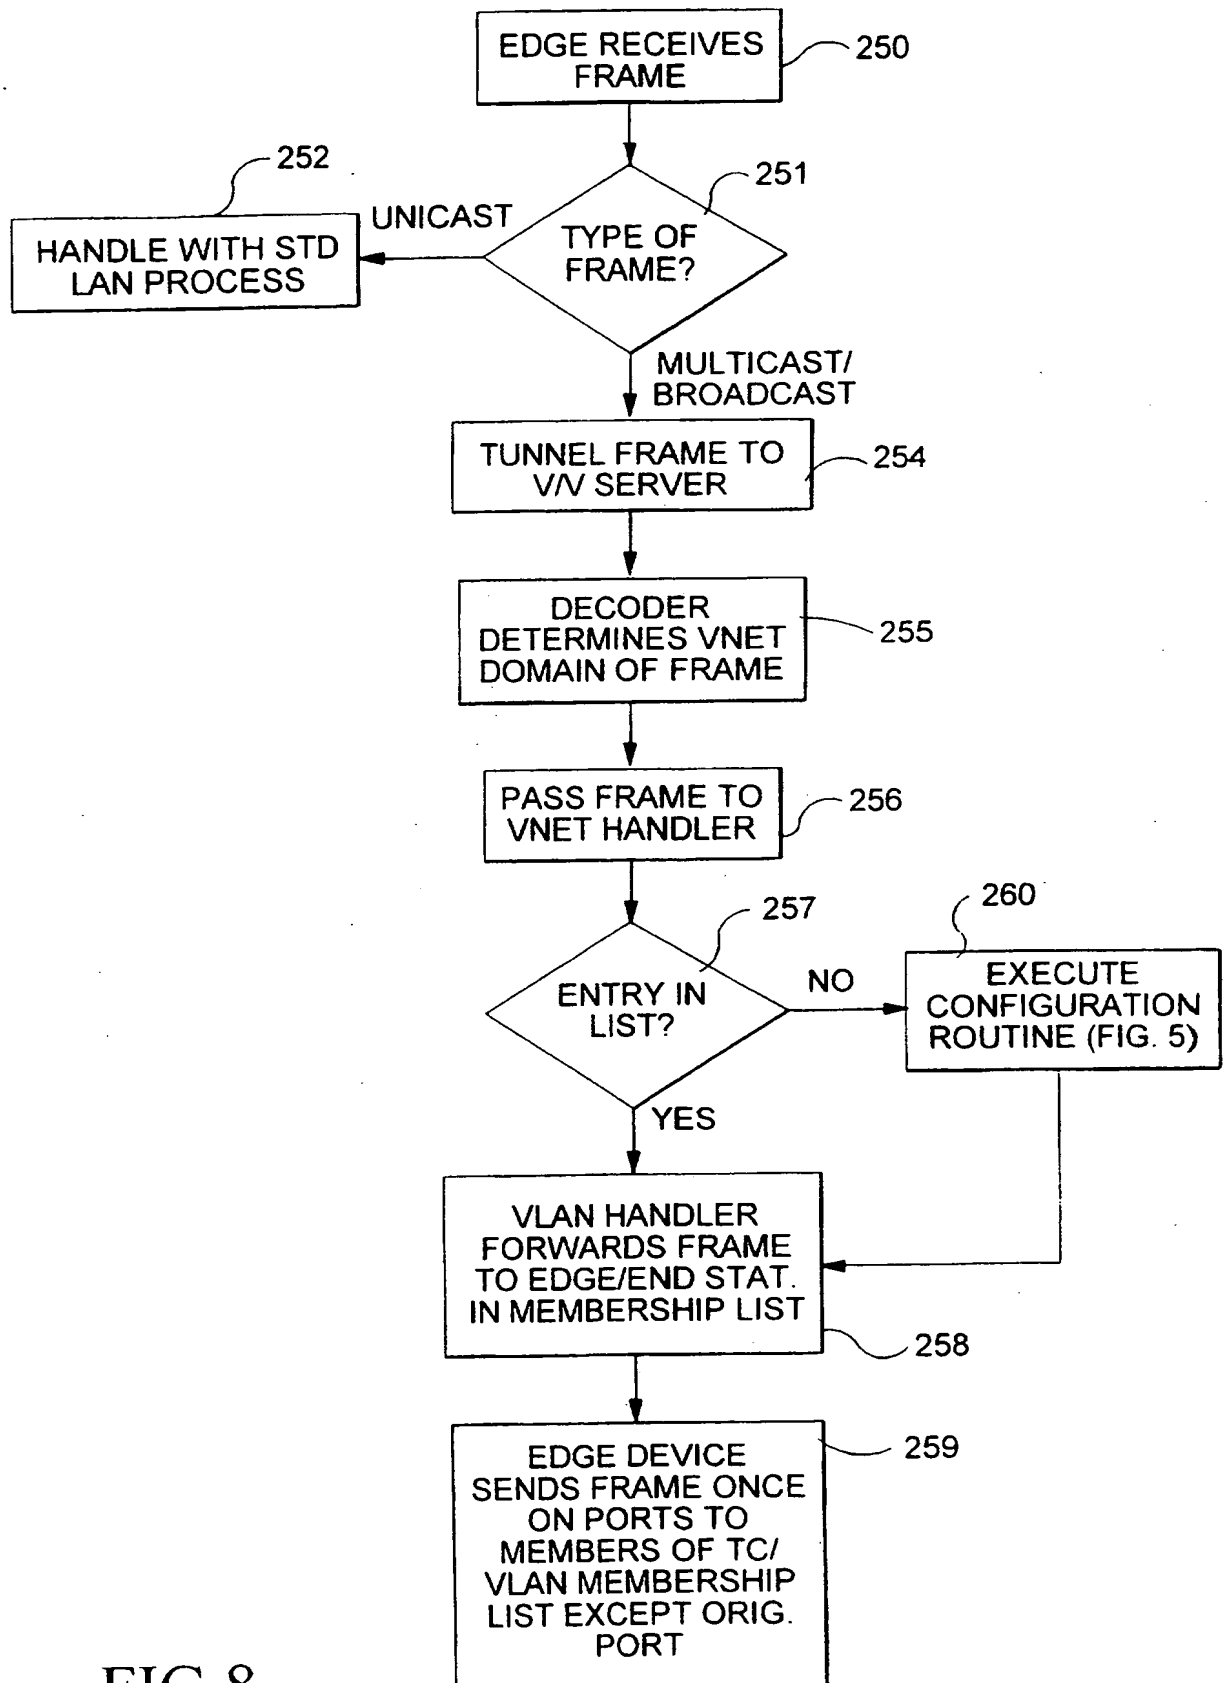 EDGE RECEIVES
FRAME
250
252
251
UNICAST
HANDLE WITH STD
LAN PROCESS
TYPE OF
FRAME?
MULTICAST/
BROADCAST
TUNNEL FRAME TO
V/V SERVER
254
DECODER
DETERMINES VNET
DOMAIN OF FRAME
255
PASS FRAME TO
VNET HANDLER
256
257
260
ENTRY IN
LIST?
NO
EXECUTE
CONFIGURATION
ROUTINE (FIG. 5)
YES
VLAN HANDLER
FORWARDS FRAME
TO EDGE/END STAT.
IN MEMBERSHIP LIST
258
EDGE DEVICE
SENDS FRAME ONCE
ON PORTS TO
MEMBERS OF TC/
VLAN MEMBERSHIP
LIST EXCEPT ORIG.
PORT
259
FIG. 8